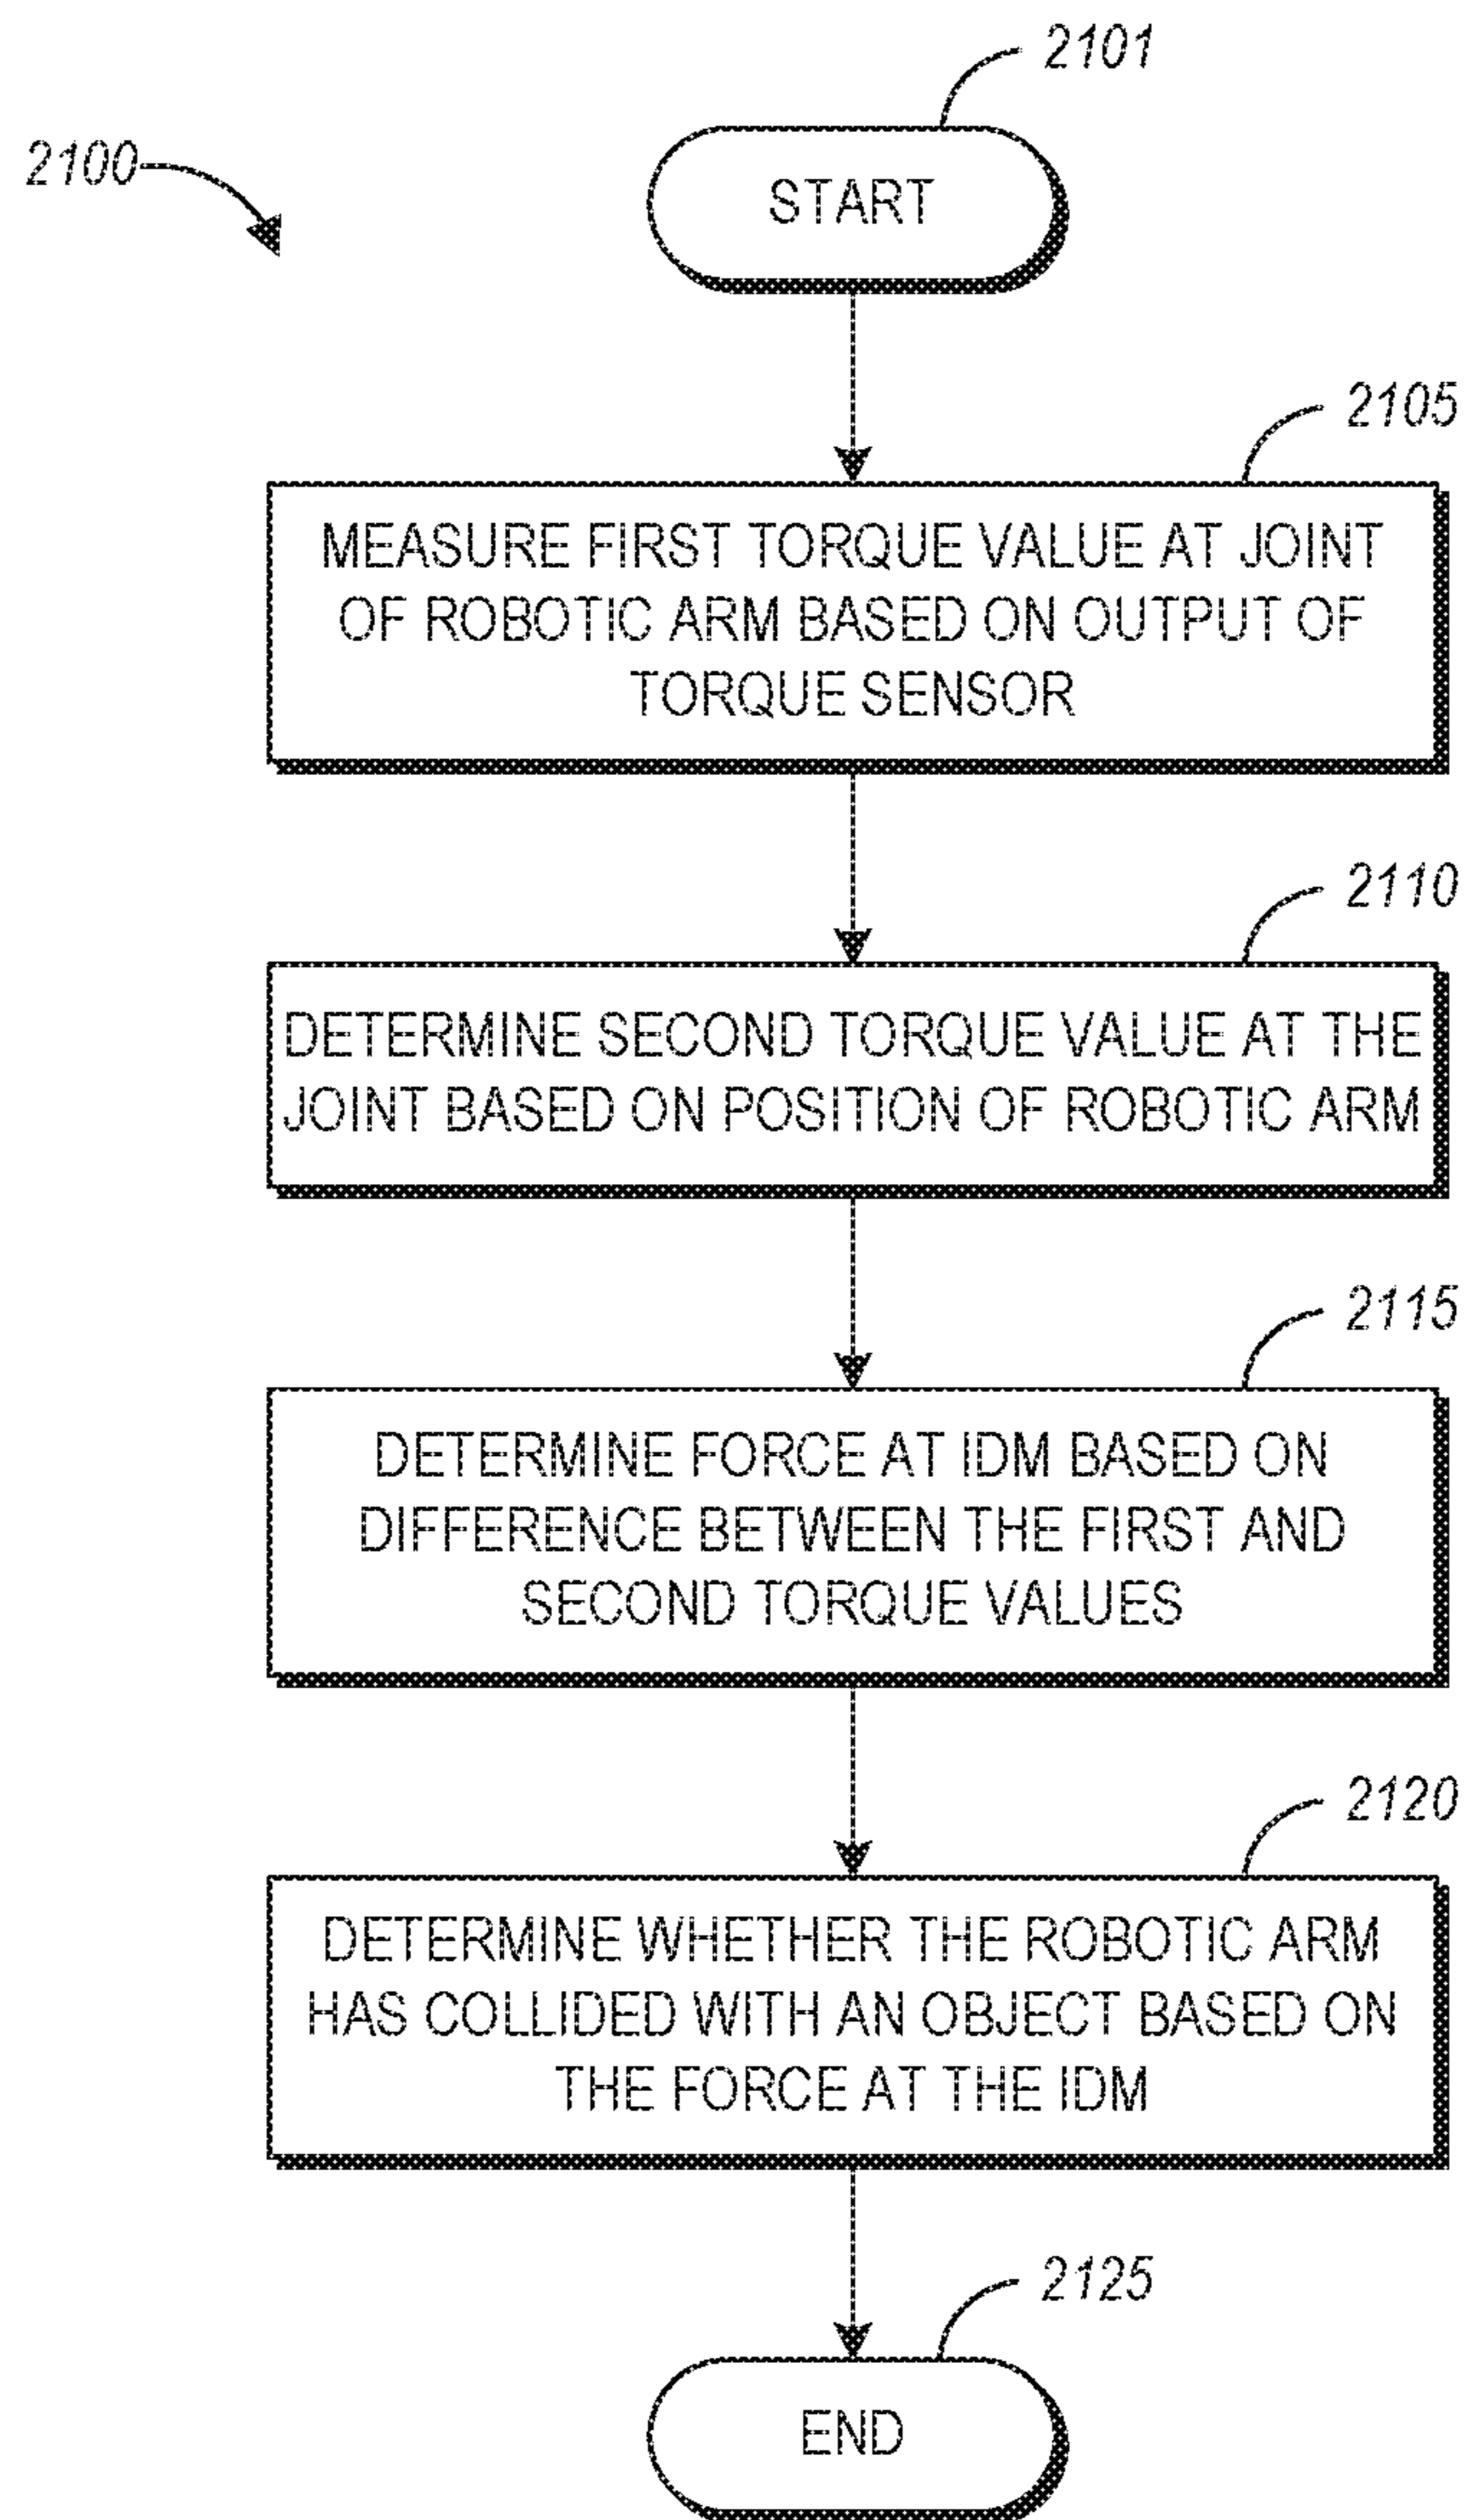 2101
2100
START
2105
MEASURE FIRST TORQUE VALUE AT JOINT
OF ROBOTIC ARM BASED ON OUTPUT OF
TORQUE SENSOR
2110
DETERMINE SECOND TORQUE VALUE AT THE
JOINT BASED ON POSITION OF ROBOTIC ARM
2115
DETERMINE FORCE AT IDM BASED ON
DIFFERENCE BETWEEN THE FIRST AND
SECOND TORQUE VALUES
2120
DETERMINE WHETHER THE ROBOTIC ARM
HAS COLLIDED WITH AN OBJECT BASED ON
THE FORCE AT THE IDM
2125
END